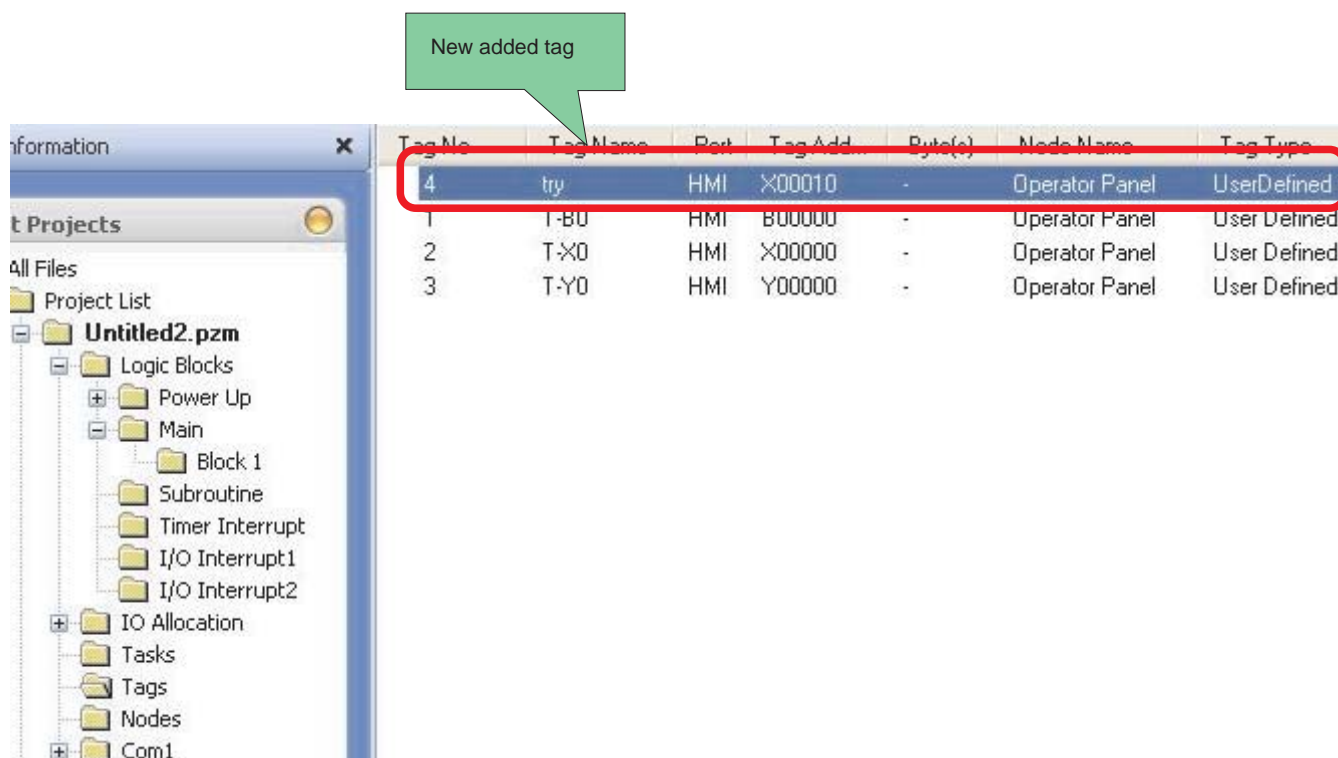 New added tag
nformation
Tag No Tag Name Port Tag Add... Byte(s) Node Name Tag Type
4 try HMI X00010 - Operator Panel UserDefined
1 T-B0 HMI B00000 - Operator Panel User Defined
2 T-X0 HMI X00000 - Operator Panel User Defined
3 T-Y0 HMI Y00000 - Operator Panel User Defined
t Projects
All Files
Project List
Untitled2.pzm
Logic Blocks
Power Up
Main
Block 1
Subroutine
Timer Interrupt
I/O Interrupt1
I/O Interrupt2
IO Allocation
Tasks
Tags
Nodes
Com1